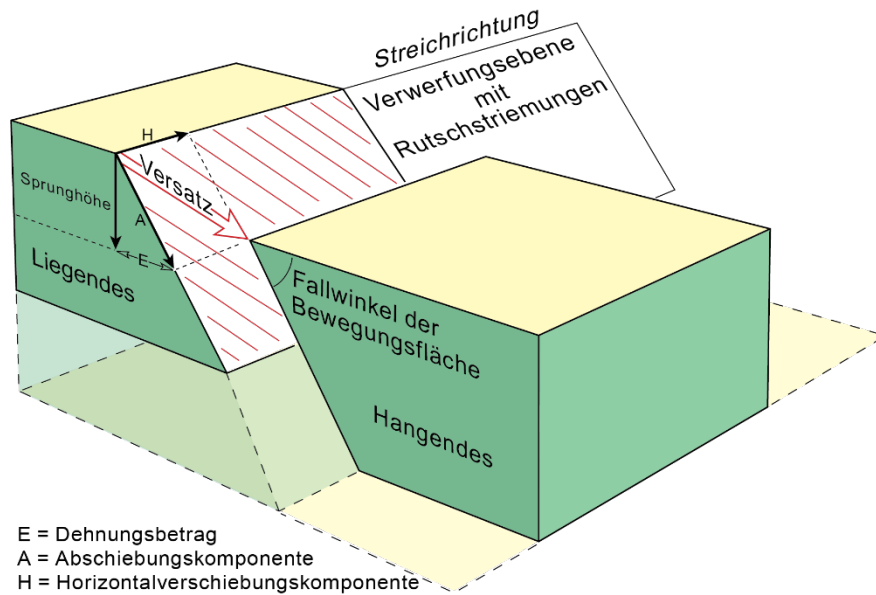 Streichrichtung
Verwerfungsebene
mit
Rutschstriemungen
H
Versatz
Sprunghöhe
A
E
Liegendes
Fallwinkel der
Bewegungsfläche
Hangendes
E = Dehnungsbetrag
A = Abschiebungskomponente
H = Horizontalverschiebungskomponente